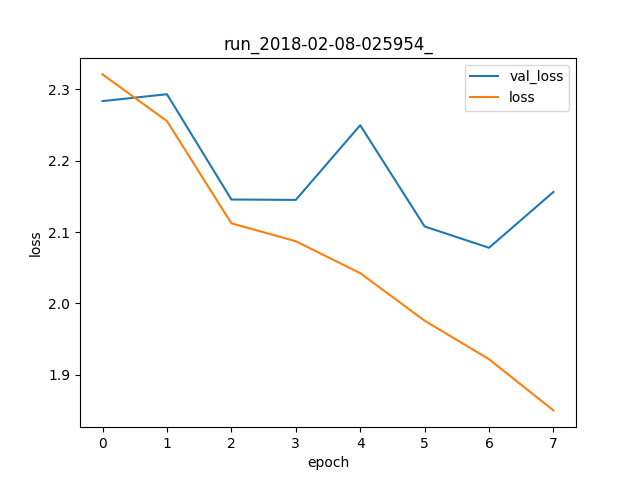 run_2018-02-08-025954_
val_loss
loss
2.3
2.2
2.1
2.0
1.9
loss
0 1 2 3 4 5 6 7
epoch